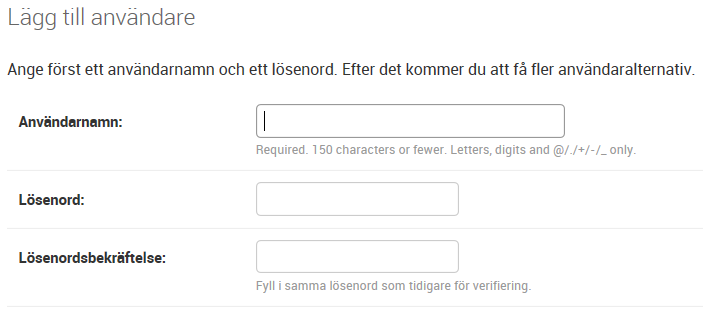 Lägg till användare
Ange först ett användarnamn och ett lösenord. Efter det kommer du att få fler användaralternativ.
Användarnamn:
Required. 150 characters or fewer. Letters, digits and @/./+/-/_ only.
Lösenord:
Lösenordsbekräftelse:
Fyll i samma lösenord som tidigare för verifiering.